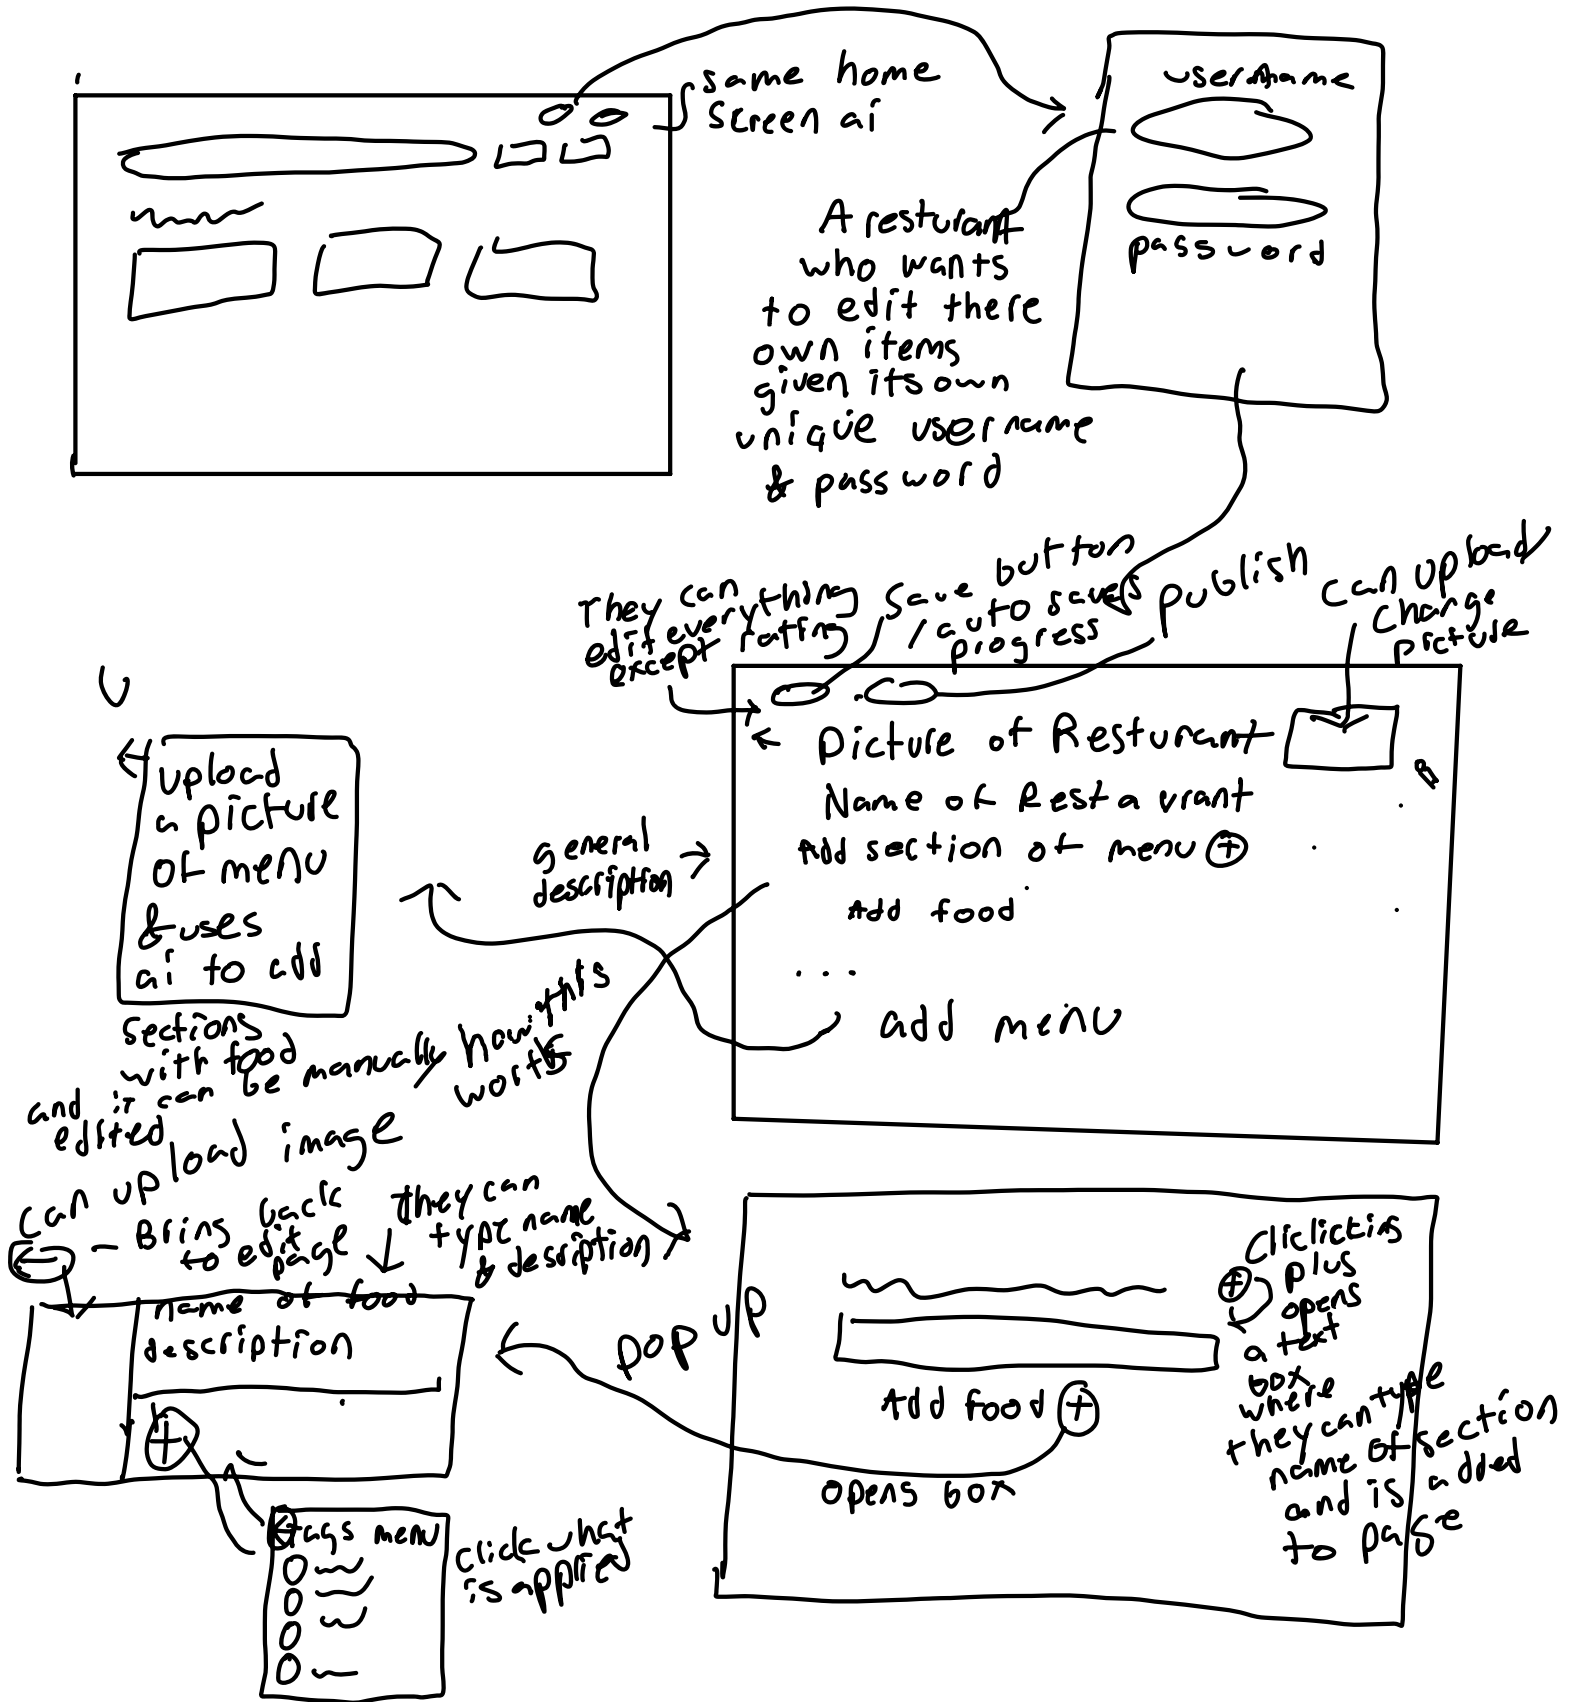 same home
screen ai
username
password
A resturant
who wants
to edit there
own items
given its own
unique username
& password
They can
edit everything
except rating
save button
/ auto saves
progress
publish
can upload
change
picture
Picture of Resturant
Name of Restaurant
Add section of menu +
Add food
...
add menu
general
description
upload
a picture
of menu
& uses
ai to add
sections
with food
and it can be manually
edited
how this
works
can upload image
Bring back
to edit
page
They can
type name
& description
name of food
description
+
tags menu
click what
is applied
pop up
Add food +
opens box
+
Cliclicting
plus
opens
a text
box
where
they can type
name of section
and is added
to page